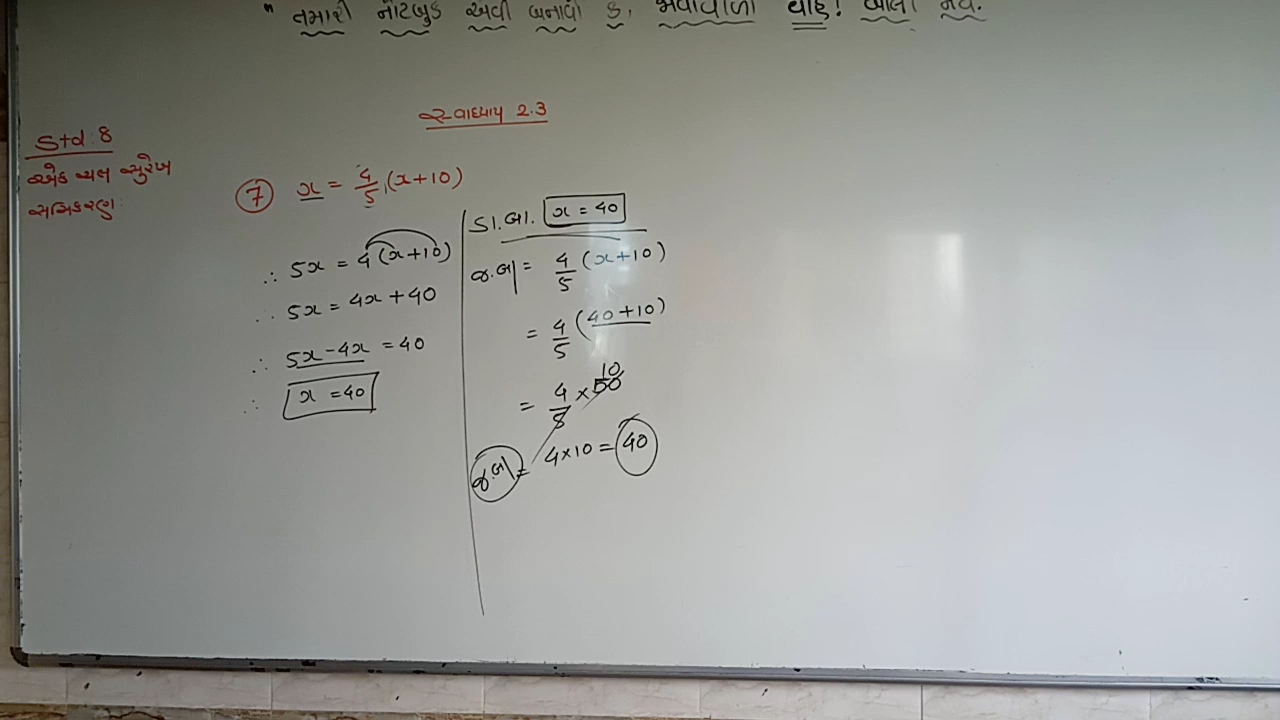 " તમારી નોટબુક એવી બનાવો કે,
સ્વાધ્યાય 2.3
Std : 8
એક ચલ સુરેખ
સમિકરણ
⑦ x = 4/5 (x+10)
∴ 5x = 4(x+10)
∴ 5x = 4x + 40
∴ 5x - 4x = 40
∴ x = 40
ડા.બા. x = 40
જ.બા = 4/5 (x+10)
= 4/5 (40+10)
= 4/5 × 50 10
જ.બા = 4×10 = 40